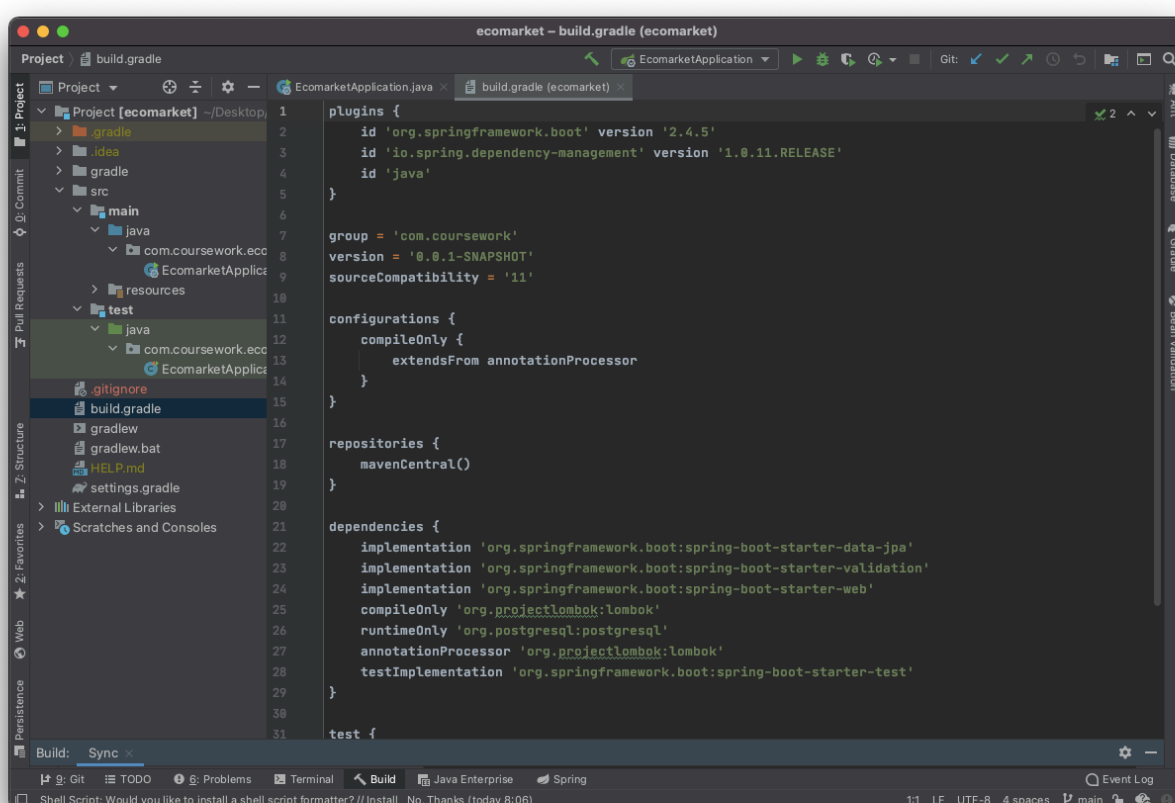 ecomarket – build.gradle (ecomarket)
Project build.gradle
EcomarketApplication
Git:
Project
EcomarketApplication.java
build.gradle (ecomarket)
1: Project
0: Commit
Pull Requests
7: Structure
2: Favorites
Web
Persistence
Project [ecomarket] ~/Desktop/
.gradle
.idea
gradle
src
main
java
com.coursework.eco
EcomarketApplica
resources
test
java
com.coursework.eco
EcomarketApplica
.gitignore
build.gradle
gradlew
gradlew.bat
HELP.md
settings.gradle
External Libraries
Scratches and Consoles
1 plugins {
2 id 'org.springframework.boot' version '2.4.5'
3 id 'io.spring.dependency-management' version '1.0.11.RELEASE'
4 id 'java'
5 }
6
7 group = 'com.coursework'
8 version = '0.0.1-SNAPSHOT'
9 sourceCompatibility = '11'
10
11 configurations {
12 compileOnly {
13 extendsFrom annotationProcessor
14 }
15 }
16
17 repositories {
18 mavenCentral()
19 }
20
21 dependencies {
22 implementation 'org.springframework.boot:spring-boot-starter-data-jpa'
23 implementation 'org.springframework.boot:spring-boot-starter-validation'
24 implementation 'org.springframework.boot:spring-boot-starter-web'
25 compileOnly 'org.projectlombok:lombok'
26 runtimeOnly 'org.postgresql:postgresql'
27 annotationProcessor 'org.projectlombok:lombok'
28 testImplementation 'org.springframework.boot:spring-boot-starter-test'
29 }
30
31 test {
2
Database
Gradle
Bean Validation
Build: Sync
9: Git TODO 6: Problems Terminal Build Java Enterprise Spring Event Log
Shell Script: Would you like to install a shell script formatter? // Install No, Thanks (today 8:06) 1:1 LF UTF-8 4 spaces main